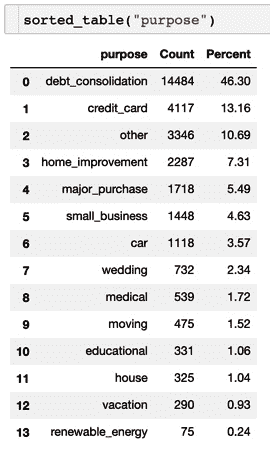 sorted_table("purpose")
purpose Count Percent
0 debt_consolidation 14484 46.30
1 credit_card 4117 13.16
2 other 3346 10.69
3 home_improvement 2287 7.31
4 major_purchase 1718 5.49
5 small_business 1448 4.63
6 car 1118 3.57
7 wedding 732 2.34
8 medical 539 1.72
9 moving 475 1.52
10 educational 331 1.06
11 house 325 1.04
12 vacation 290 0.93
13 renewable_energy 75 0.24